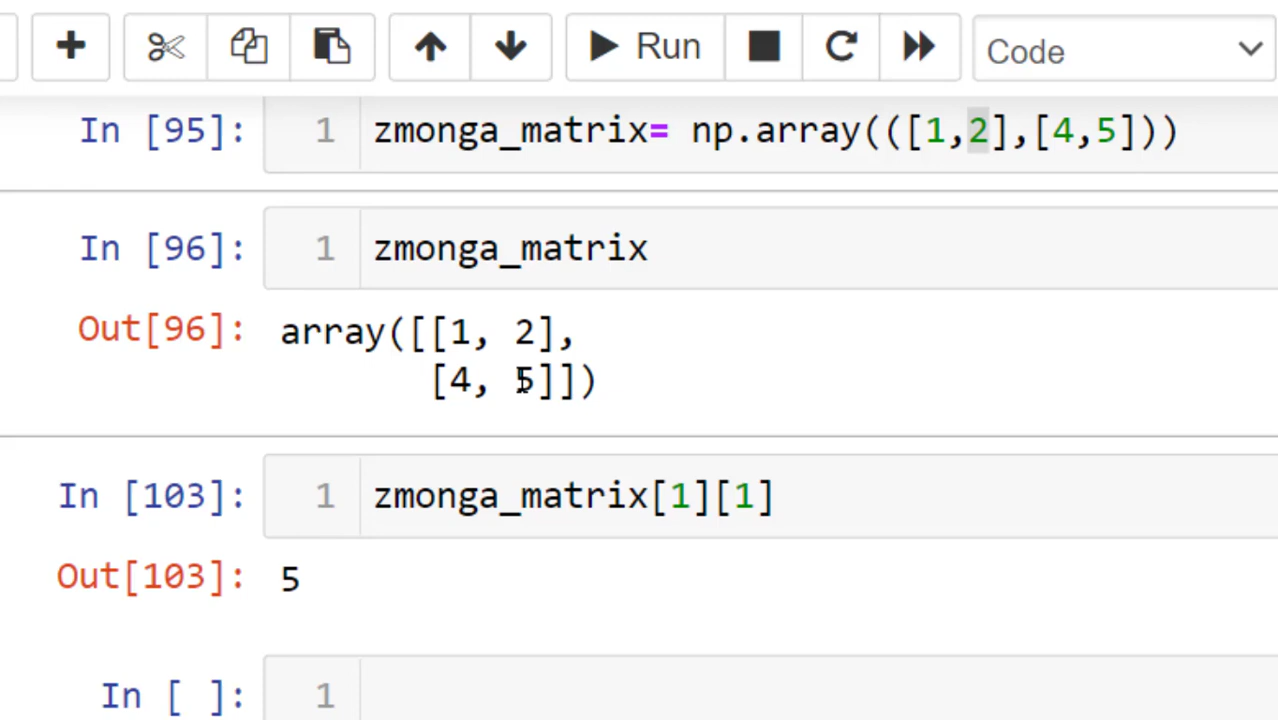 Run
Code
In [95]: 1 zmonga_matrix= np.array(([1,2],[4,5]))
In [96]: 1 zmonga_matrix
Out[96]: array([[1, 2],
[4, 5]])
In [103]: 1 zmonga_matrix[1][1]
Out[103]: 5
In [ ]: 1